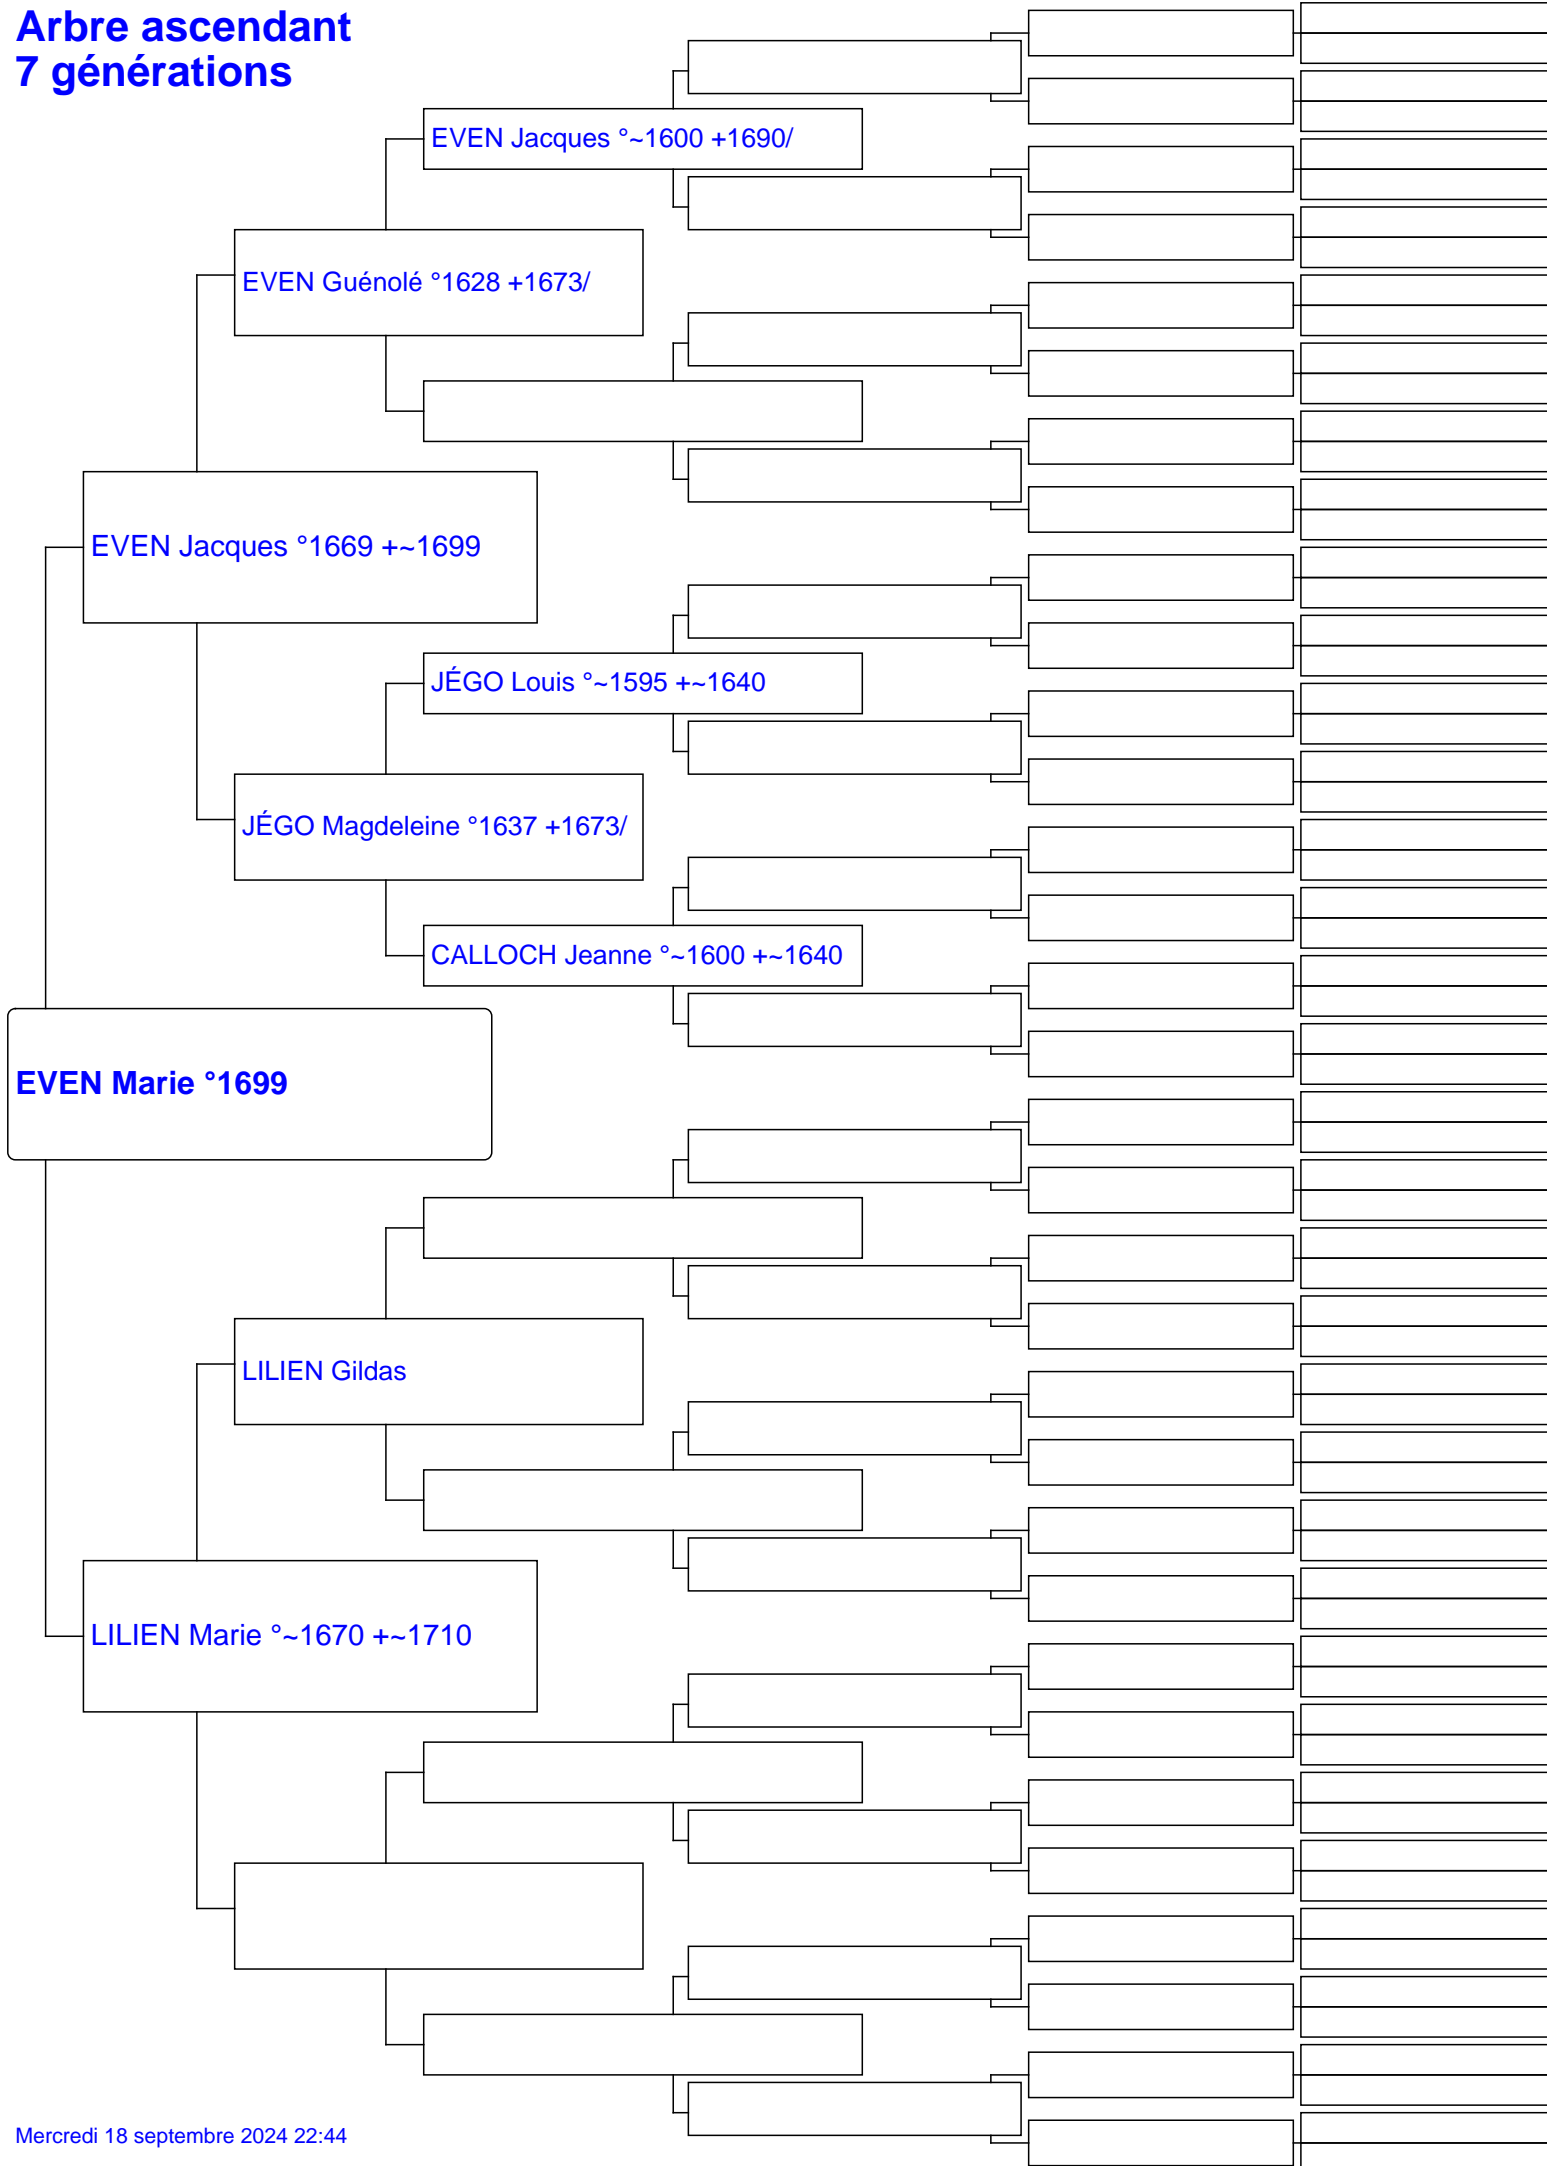 Arbre ascendant
7 générations
EVEN Jacques °~1600 +1690/
EVEN Guénolé °1628 +1673/
EVEN Jacques °1669 +~1699
JÉGO Louis °~1595 +~1640
JÉGO Magdeleine °1637 +1673/
CALLOCH Jeanne °~1600 +~1640
EVEN Marie °1699
LILIEN Gildas
LILIEN Marie °~1670 +~1710
Mercredi 18 septembre 2024 22:44